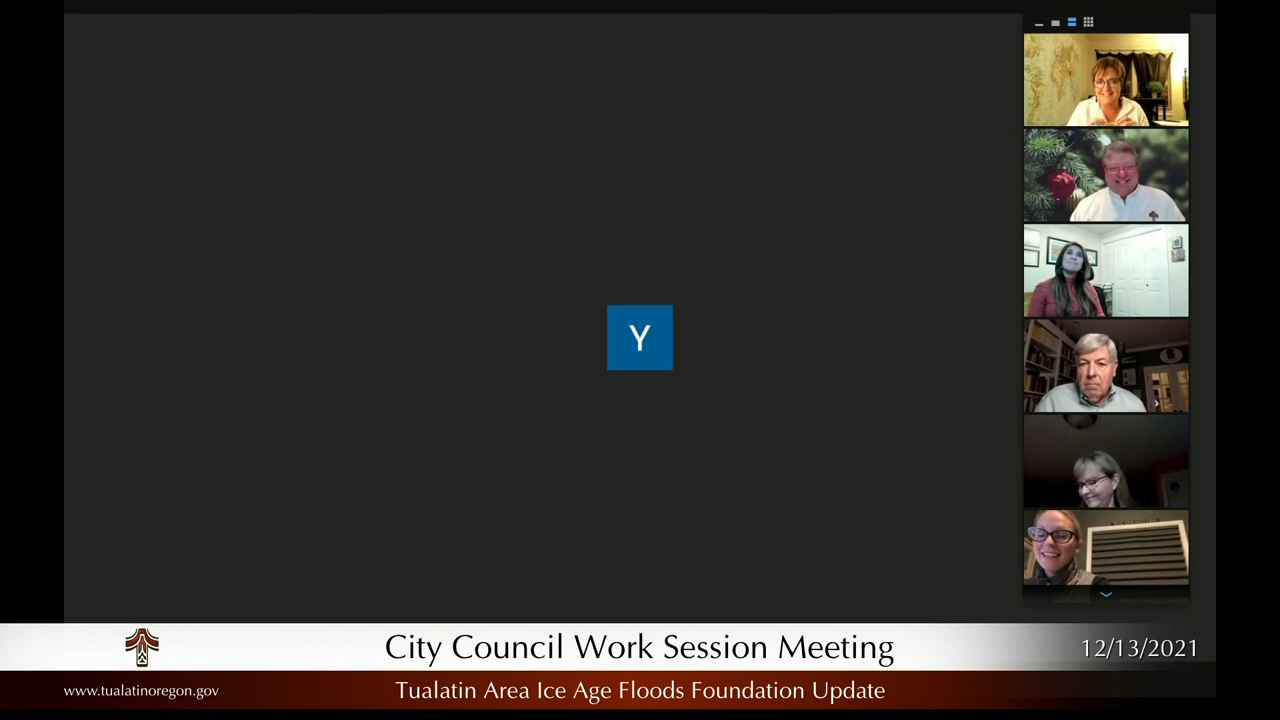 Y
City Council Work Session Meeting
12/13/2021
www.tualatinoregon.gov
Tualatin Area Ice Age Floods Foundation Update